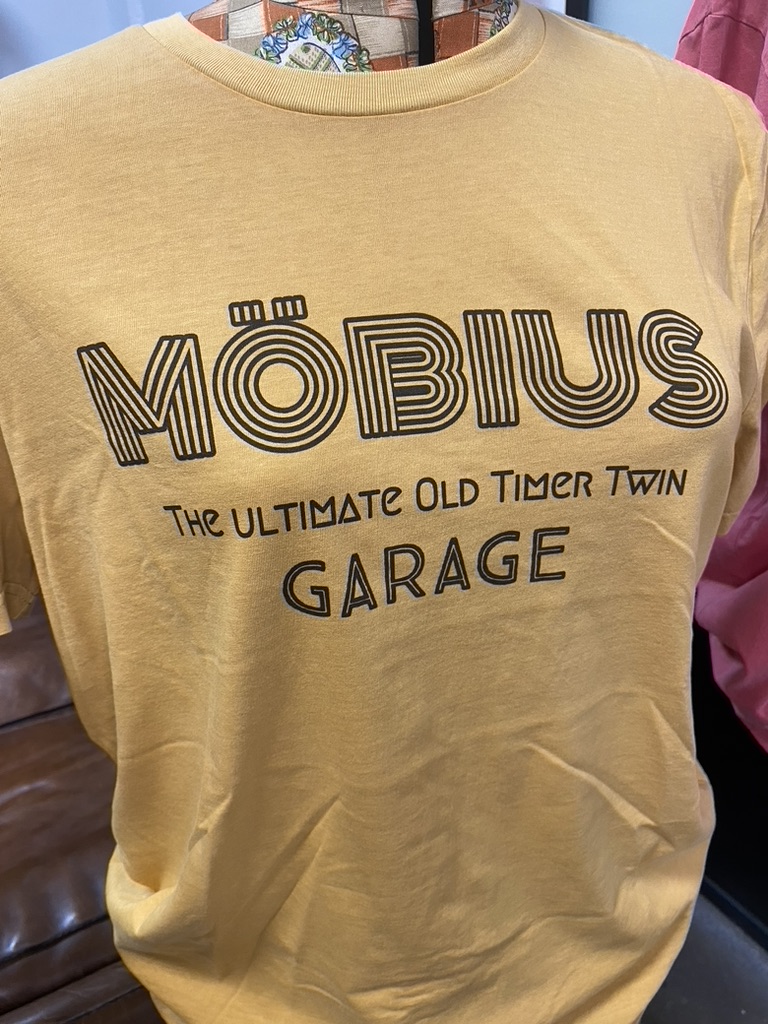 MÖBIUS
THE ULTIMATE OLD TIMER TWIN
GARAGE